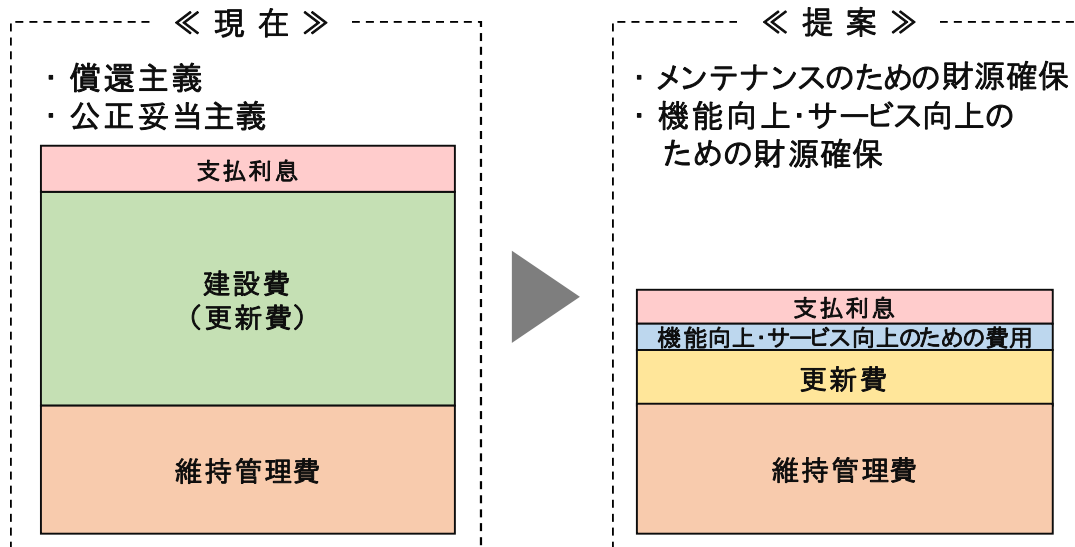 ≪ 現 在 ≫
・ 償還主義
・ 公正妥当主義
支払利息
建設費
（更新費）
維持管理費
≪ 提 案 ≫
・ メンテナンスのための財源確保
・ 機能向上・サービス向上の
ための財源確保
支払利息
機能向上・サービス向上のための費用
更新費
維持管理費